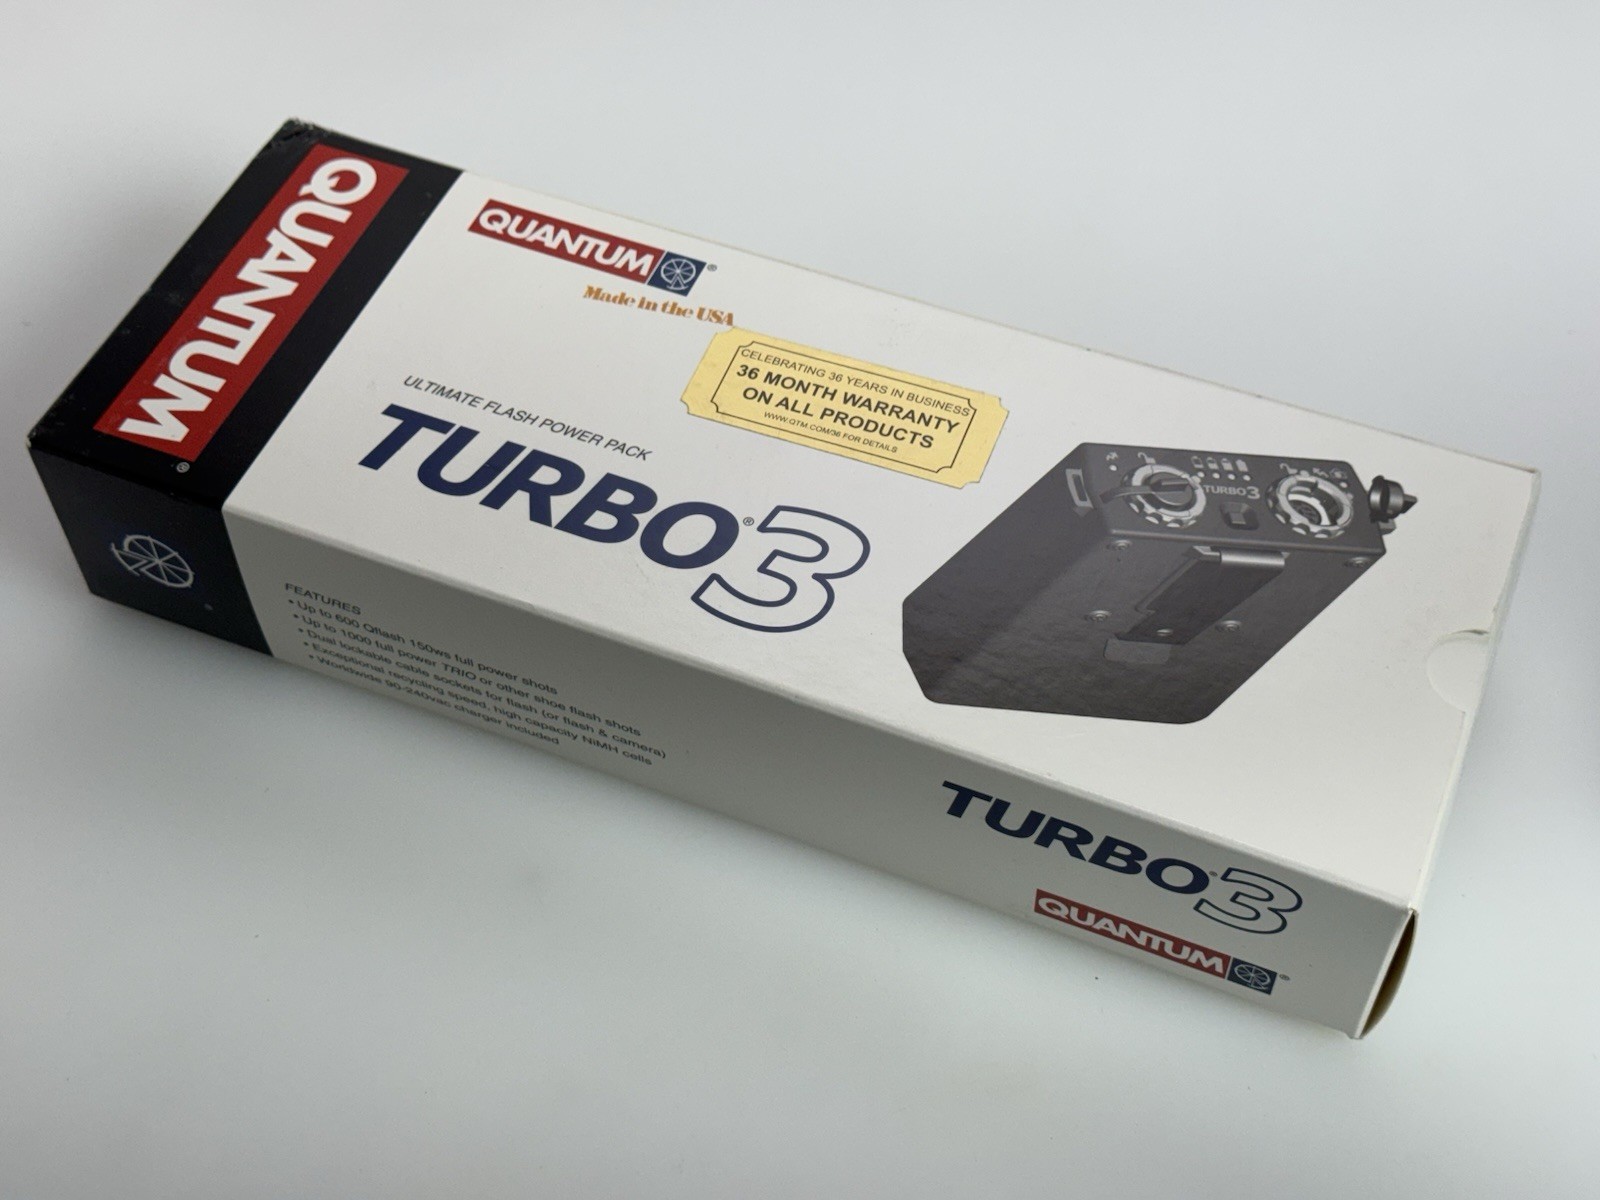 QUANTUM®
QUANTUM®
Made in the USA
CELEBRATING 36 YEARS IN BUSINESS
36 MONTH WARRANTY
ON ALL PRODUCTS
WWW.QTM.COM/36 FOR DETAILS
ULTIMATE FLASH POWER PACK
TURBO®3
TURBO3
FEATURES
• Up to 600 Qflash 150ws full power shots
• Up to 1000 full power TRIO or other shoe flash shots
• Dual lockable cable sockets for flash (or flash & camera)
• Exceptional recycling speed, high capacity NiMH cells
• Worldwide 90-240vac charger included
TURBO®3
QUANTUM®